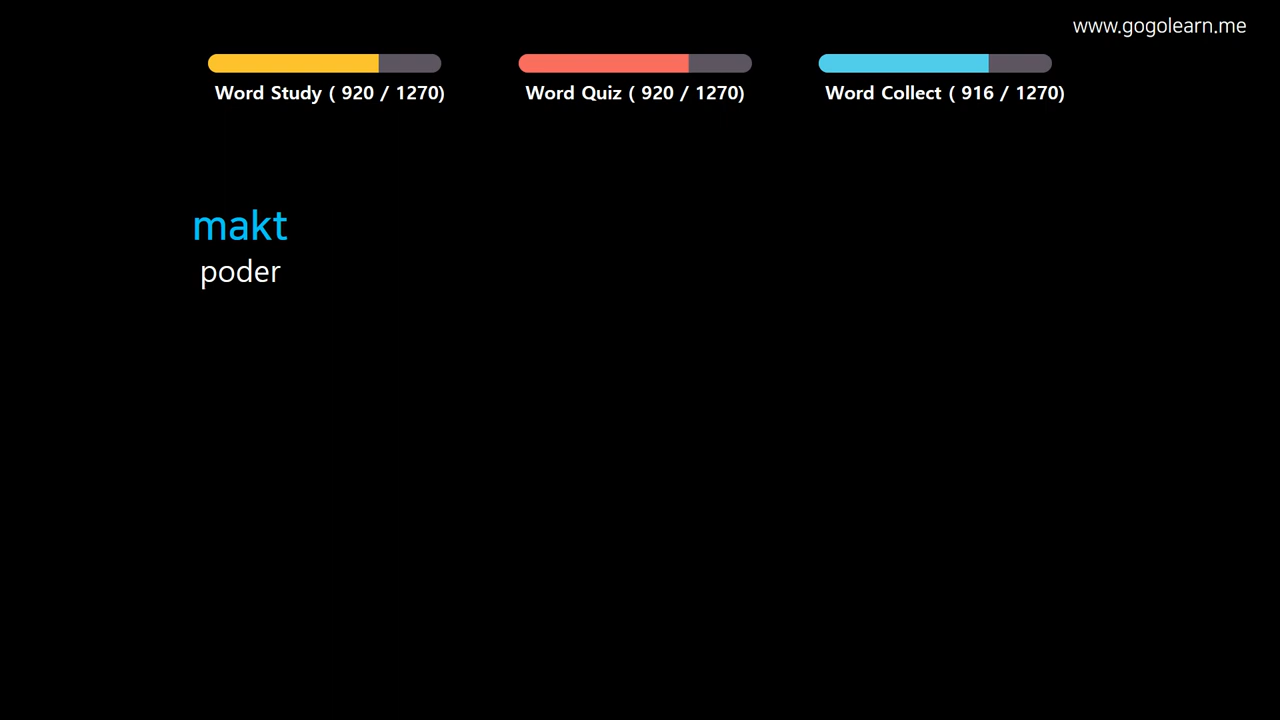 www.gogolearn.me
Word Study ( 920 / 1270)
Word Quiz ( 920 / 1270)
Word Collect ( 916 / 1270)
makt
poder